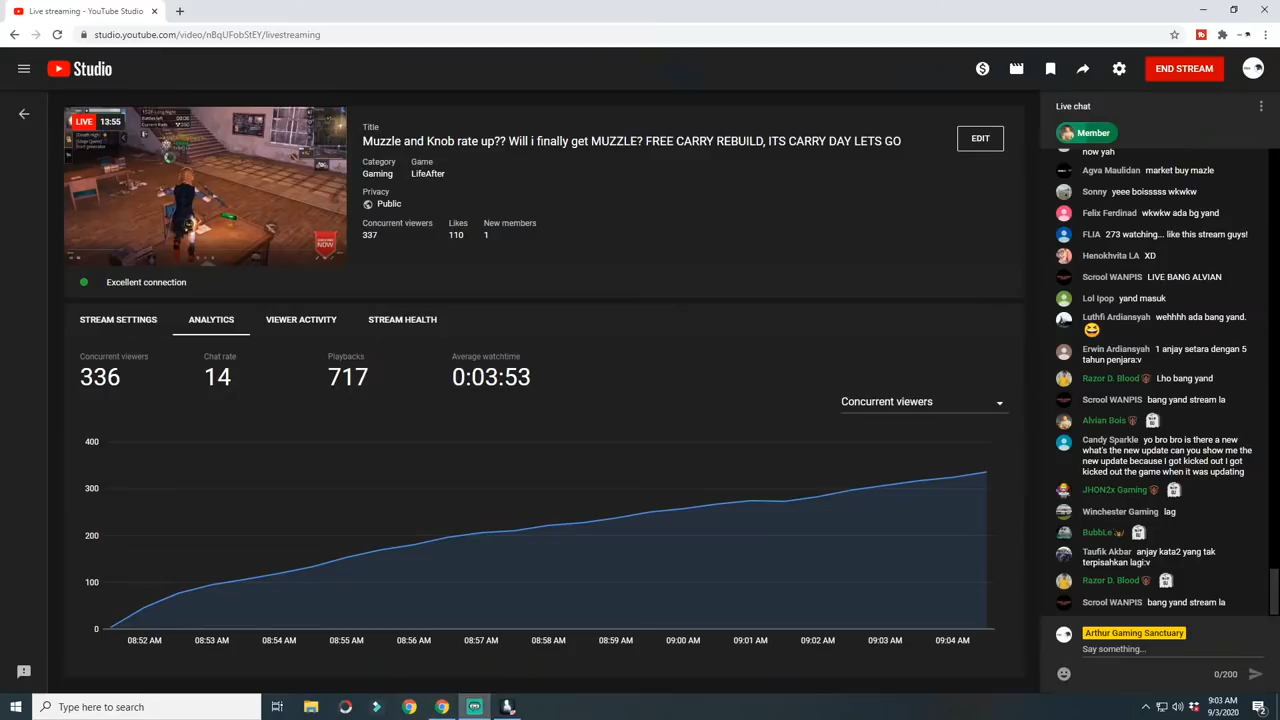 Live streaming - YouTube Studio
studio.youtube.com/video/nBqUFobStEY/livestreaming
Studio
END STREAM
LIVE 13:55
Title
Muzzle and Knob rate up?? Will i finally get MUZZLE? FREE CARRY REBUILD, ITS CARRY DAY LETS GO
EDIT
Category Game
Gaming LifeAfter
Privacy
Public
Concurrent viewers Likes New members
337 110 1
Excellent connection
STREAM SETTINGS ANALYTICS VIEWER ACTIVITY STREAM HEALTH
Concurrent viewers Chat rate Playbacks Average watchtime
336 14 717 0:03:53
Concurrent viewers
400
300
200
100
0
08:52 AM 08:53 AM 08:54 AM 08:55 AM 08:56 AM 08:57 AM 08:58 AM 08:59 AM 09:00 AM 09:01 AM 09:02 AM 09:03 AM 09:04 AM
Live chat
Member
now yah
Agva Maulidan market buy mazle
Sonny yeee boisssss wkwkw
Felix Ferdinad wkwkw ada bg yand
FLIA 273 watching... like this stream guys!
Henokhvita LA XD
Scrool WANPIS LIVE BANG ALVIAN
Lol Ipop yand masuk
Luthfi Ardiansyah wehhhh ada bang yand.
Erwin Ardiansyah 1 anjay setara dengan 5
tahun penjara:v
Razor D. Blood Lho bang yand
Scrool WANPIS bang yand stream la
Alvian Bois
Candy Sparkle yo bro bro is there a new
what's the new update can you show me the
new update because I got kicked out I got
kicked out the game when it was updating
JHON2x Gaming
Winchester Gaming lag
BubbLe
Taufik Akbar anjay kata2 yang tak
terpisahkan lagi:v
Razor D. Blood
Scrool WANPIS bang yand stream la
Arthur Gaming Sanctuary
Say something...
0/200
Type here to search
9:03 AM
9/3/2020
2